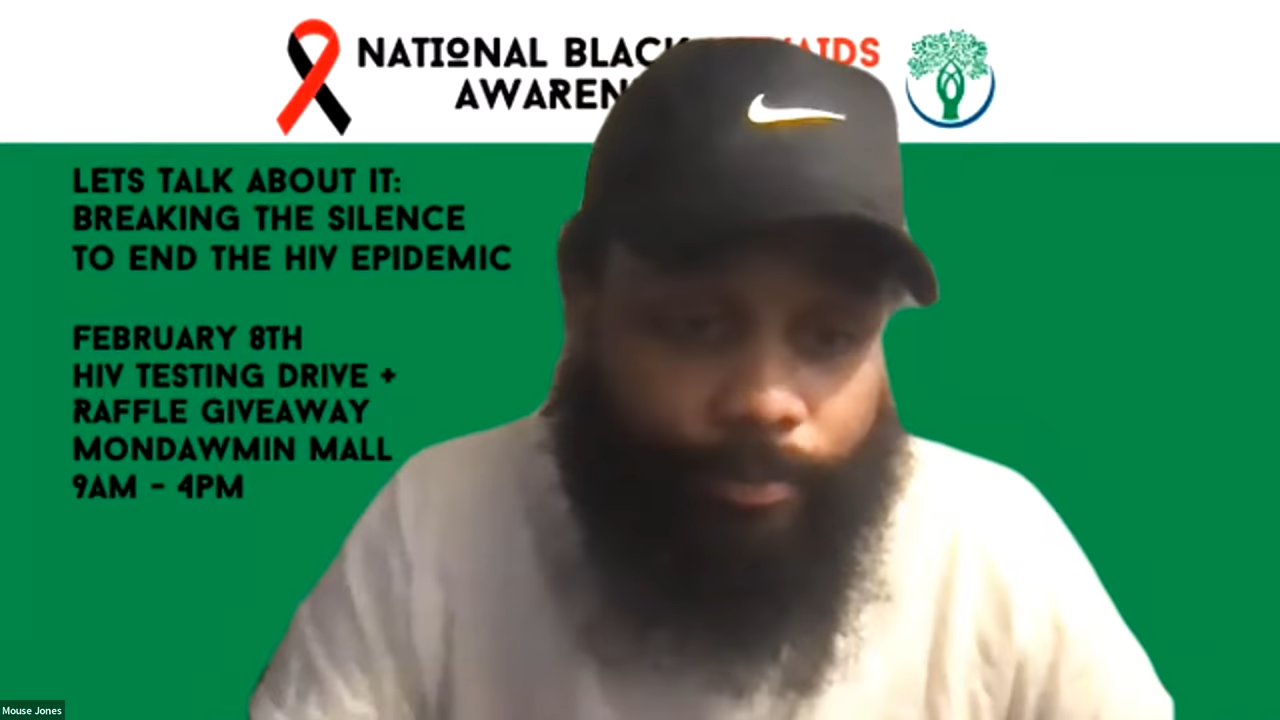 NATIONAL BLACK /AIDS
AWAREN
LETS TALK ABOUT IT:
BREAKING THE SILENCE
TO END THE HIV EPIDEMIC
FEBRUARY 8TH
HIV TESTING DRIVE +
RAFFLE GIVEAWAY
MONDAWMIN MALL
9AM - 4PM
Mouse Jones